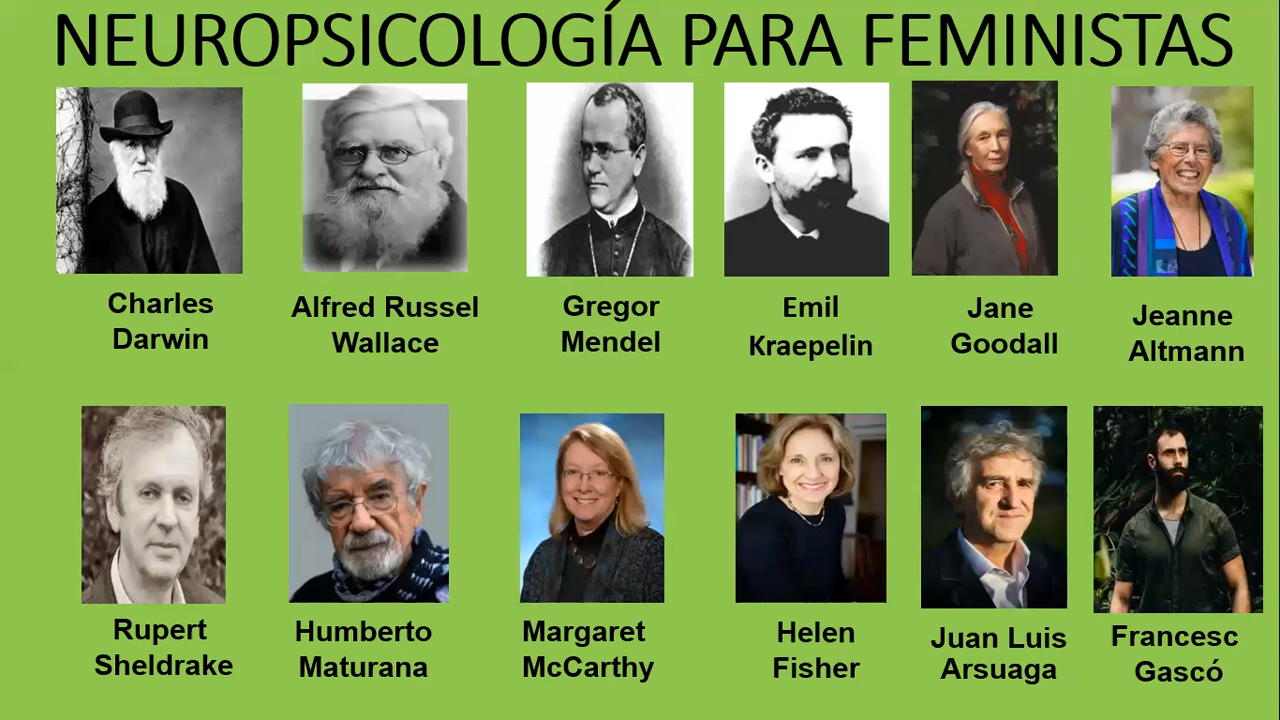 NEUROPSICOLOGÍA PARA FEMINISTAS
Charles
Darwin
Alfred Russel
Wallace
Gregor
Mendel
Emil
Kraepelin
Jane
Goodall
Jeanne
Altmann
Rupert
Sheldrake
Humberto
Maturana
Margaret
McCarthy
Helen
Fisher
Juan Luis
Arsuaga
Francesc
Gascó